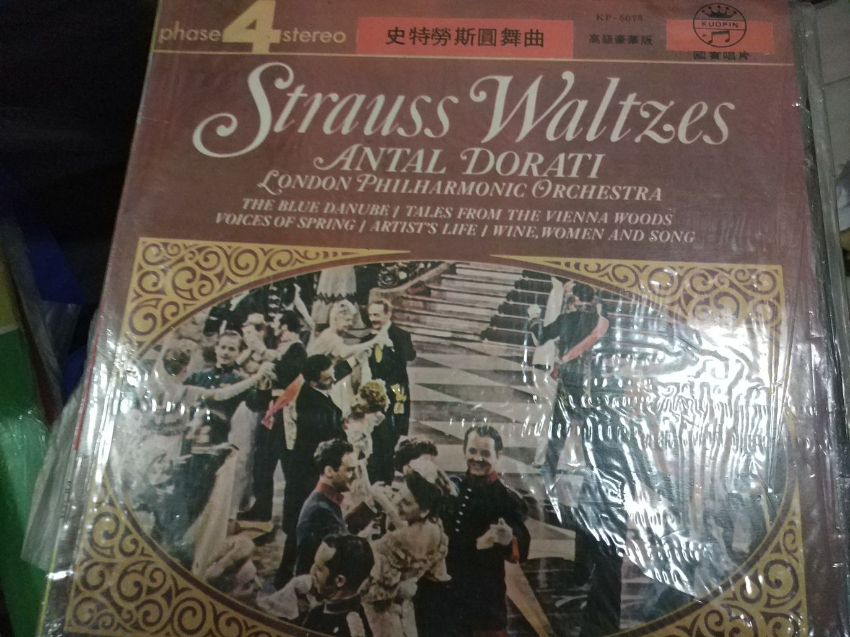 phase 4 stereo
史特勞斯圓舞曲
KP-5073
高級豪華版
KUOPIN
國賓唱片
Strauss Waltzes
ANTAL DORATI
LONDON PHILHARMONIC ORCHESTRA
THE BLUE DANUBE / TALES FROM THE VIENNA WOODS
VOICES OF SPRING / ARTIST'S LIFE / WINE, WOMEN AND SONG